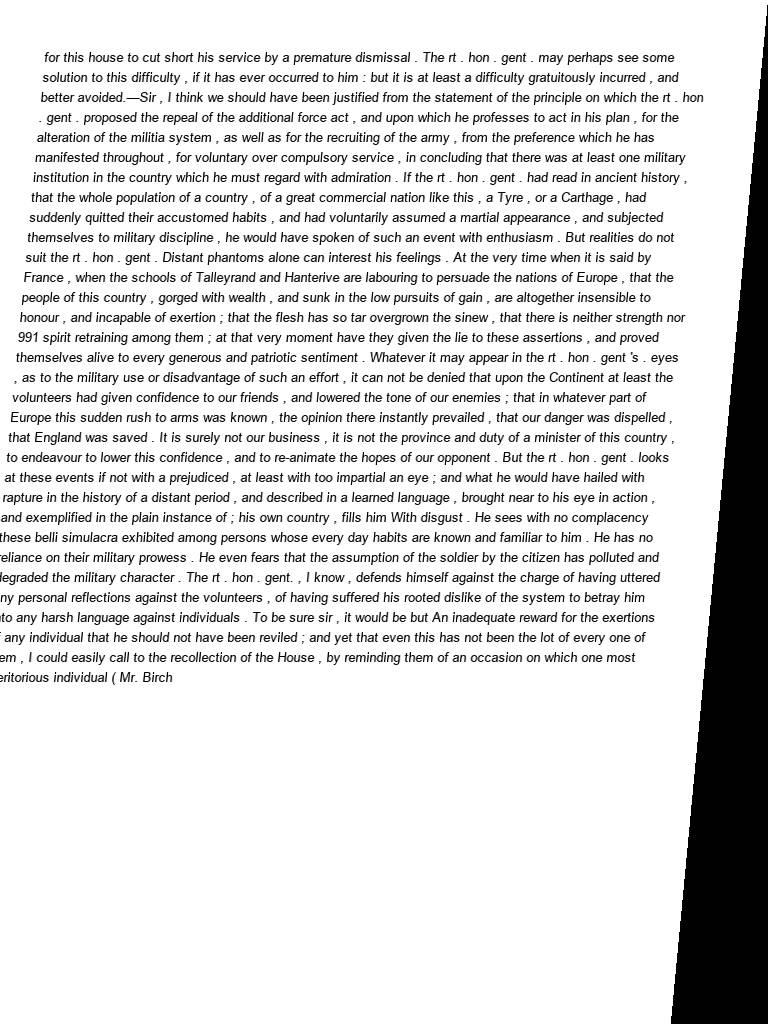 for this house to cut short his service by a premature dismissal . The rt . hon . gent . may perhaps see some
solution to this difficulty , if it has ever occurred to him : but it is at least a difficulty gratuitously incurred , and
better avoided.—Sir , I think we should have been justified from the statement of the principle on which the rt . hon
. gent . proposed the repeal of the additional force act , and upon which he professes to act in his plan , for the
alteration of the militia system , as well as for the recruiting of the army , from the preference which he has
manifested throughout , for voluntary over compulsory service , in concluding that there was at least one military
institution in the country which he must regard with admiration . If the rt . hon . gent . had read in ancient history ,
that the whole population of a country , of a great commercial nation like this , a Tyre , or a Carthage , had
suddenly quitted their accustomed habits , and had voluntarily assumed a martial appearance , and subjected
themselves to military discipline , he would have spoken of such an event with enthusiasm . But realities do not
suit the rt . hon . gent . Distant phantoms alone can interest his feelings . At the very time when it is said by
France , when the schools of Talleyrand and Hanterive are labouring to persuade the nations of Europe , that the
people of this country , gorged with wealth , and sunk in the low pursuits of gain , are altogether insensible to
honour , and incapable of exertion ; that the flesh has so tar overgrown the sinew , that there is neither strength nor
991 spirit retraining among them ; at that very moment have they given the lie to these assertions , and proved
themselves alive to every generous and patriotic sentiment . Whatever it may appear in the rt . hon . gent 's . eyes
, as to the military use or disadvantage of such an effort , it can not be denied that upon the Continent at least the
volunteers had given confidence to our friends , and lowered the tone of our enemies ; that in whatever part of
Europe this sudden rush to arms was known , the opinion there instantly prevailed , that our danger was dispelled ,
that England was saved . It is surely not our business , it is not the province and duty of a minister of this country ,
to endeavour to lower this confidence , and to re-animate the hopes of our opponent . But the rt . hon . gent . looks
at these events if not with a prejudiced , at least with too impartial an eye ; and what he would have hailed with
rapture in the history of a distant period , and described in a learned language , brought near to his eye in action ,
and exemplified in the plain instance of ; his own country , fills him With disgust . He sees with no complacency
these belli simulacra exhibited among persons whose every day habits are known and familiar to him . He has no
reliance on their military prowess . He even fears that the assumption of the soldier by the citizen has polluted and
degraded the military character . The rt . hon . gent. , I know , defends himself against the charge of having uttered
ny personal reflections against the volunteers , of having suffered his rooted dislike of the system to betray him
to any harsh language against individuals . To be sure sir , it would be but An inadequate reward for the exertions
any individual that he should not have been reviled ; and yet that even this has not been the lot of every one of
em , I could easily call to the recollection of the House , by reminding them of an occasion on which one most
eritorious individual ( Mr. Birch